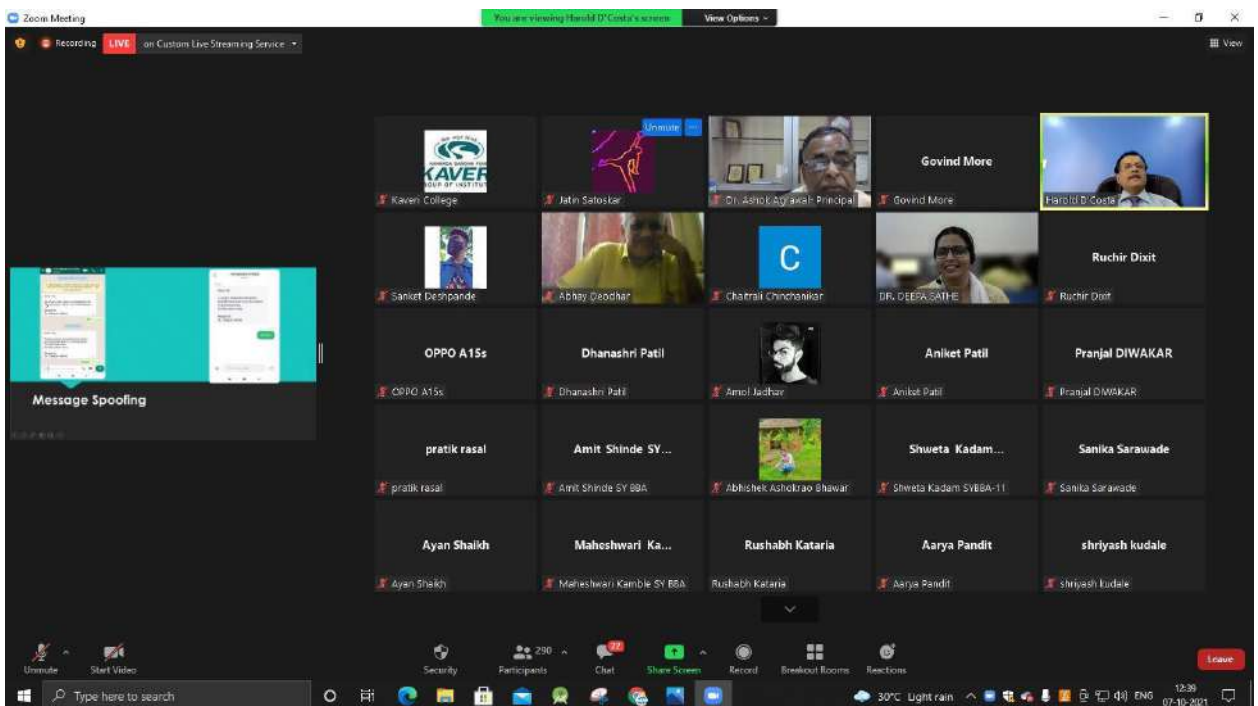 Zoom Meeting
You are viewing Harold D'Costa's screen
View Options
Recording
LIVE
on Custom Live Streaming Service
View
KAVERI
Kaveri College
Unmute
Jatin Satoskar
Dr. Ashok Agrawal- Principal
Govind More
Govind More
Harold D'Costa
Sanket Deshpande
Abhay Deodhar
C
Chaitrali Chinchanikar
DR. DEEPA SATHE
Ruchir Dixit
Ruchir Dixit
OPPO A15s
OPPO A15s
Dhanashri Patil
Dhanashri Patil
Amol Jadhav
Aniket Patil
Aniket Patil
Pranjal DIWAKAR
Pranjal DIWAKAR
Message Spoofing
pratik rasal
pratik rasal
Amit Shinde SY...
Amit Shinde SY BBA
Abhishek Ashokrao Bhawar
Shweta Kadam...
Shweta Kadam SYBBA-11
Sanika Sarawade
Sanika Sarawade
Ayan Shaikh
Ayan Shaikh
Maheshwari Ka...
Maheshwari Kamble SY BBA
Rushabh Kataria
Rushabh Kataria
Aarya Pandit
Aarya Pandit
shriyash kudale
shriyash kudale
Unmute
Start Video
Security
Participants
290
Chat
22
Share Screen
Record
Breakout Rooms
Reactions
Leave
Type here to search
30°C Light rain
ENG
12:39
07-10-2021